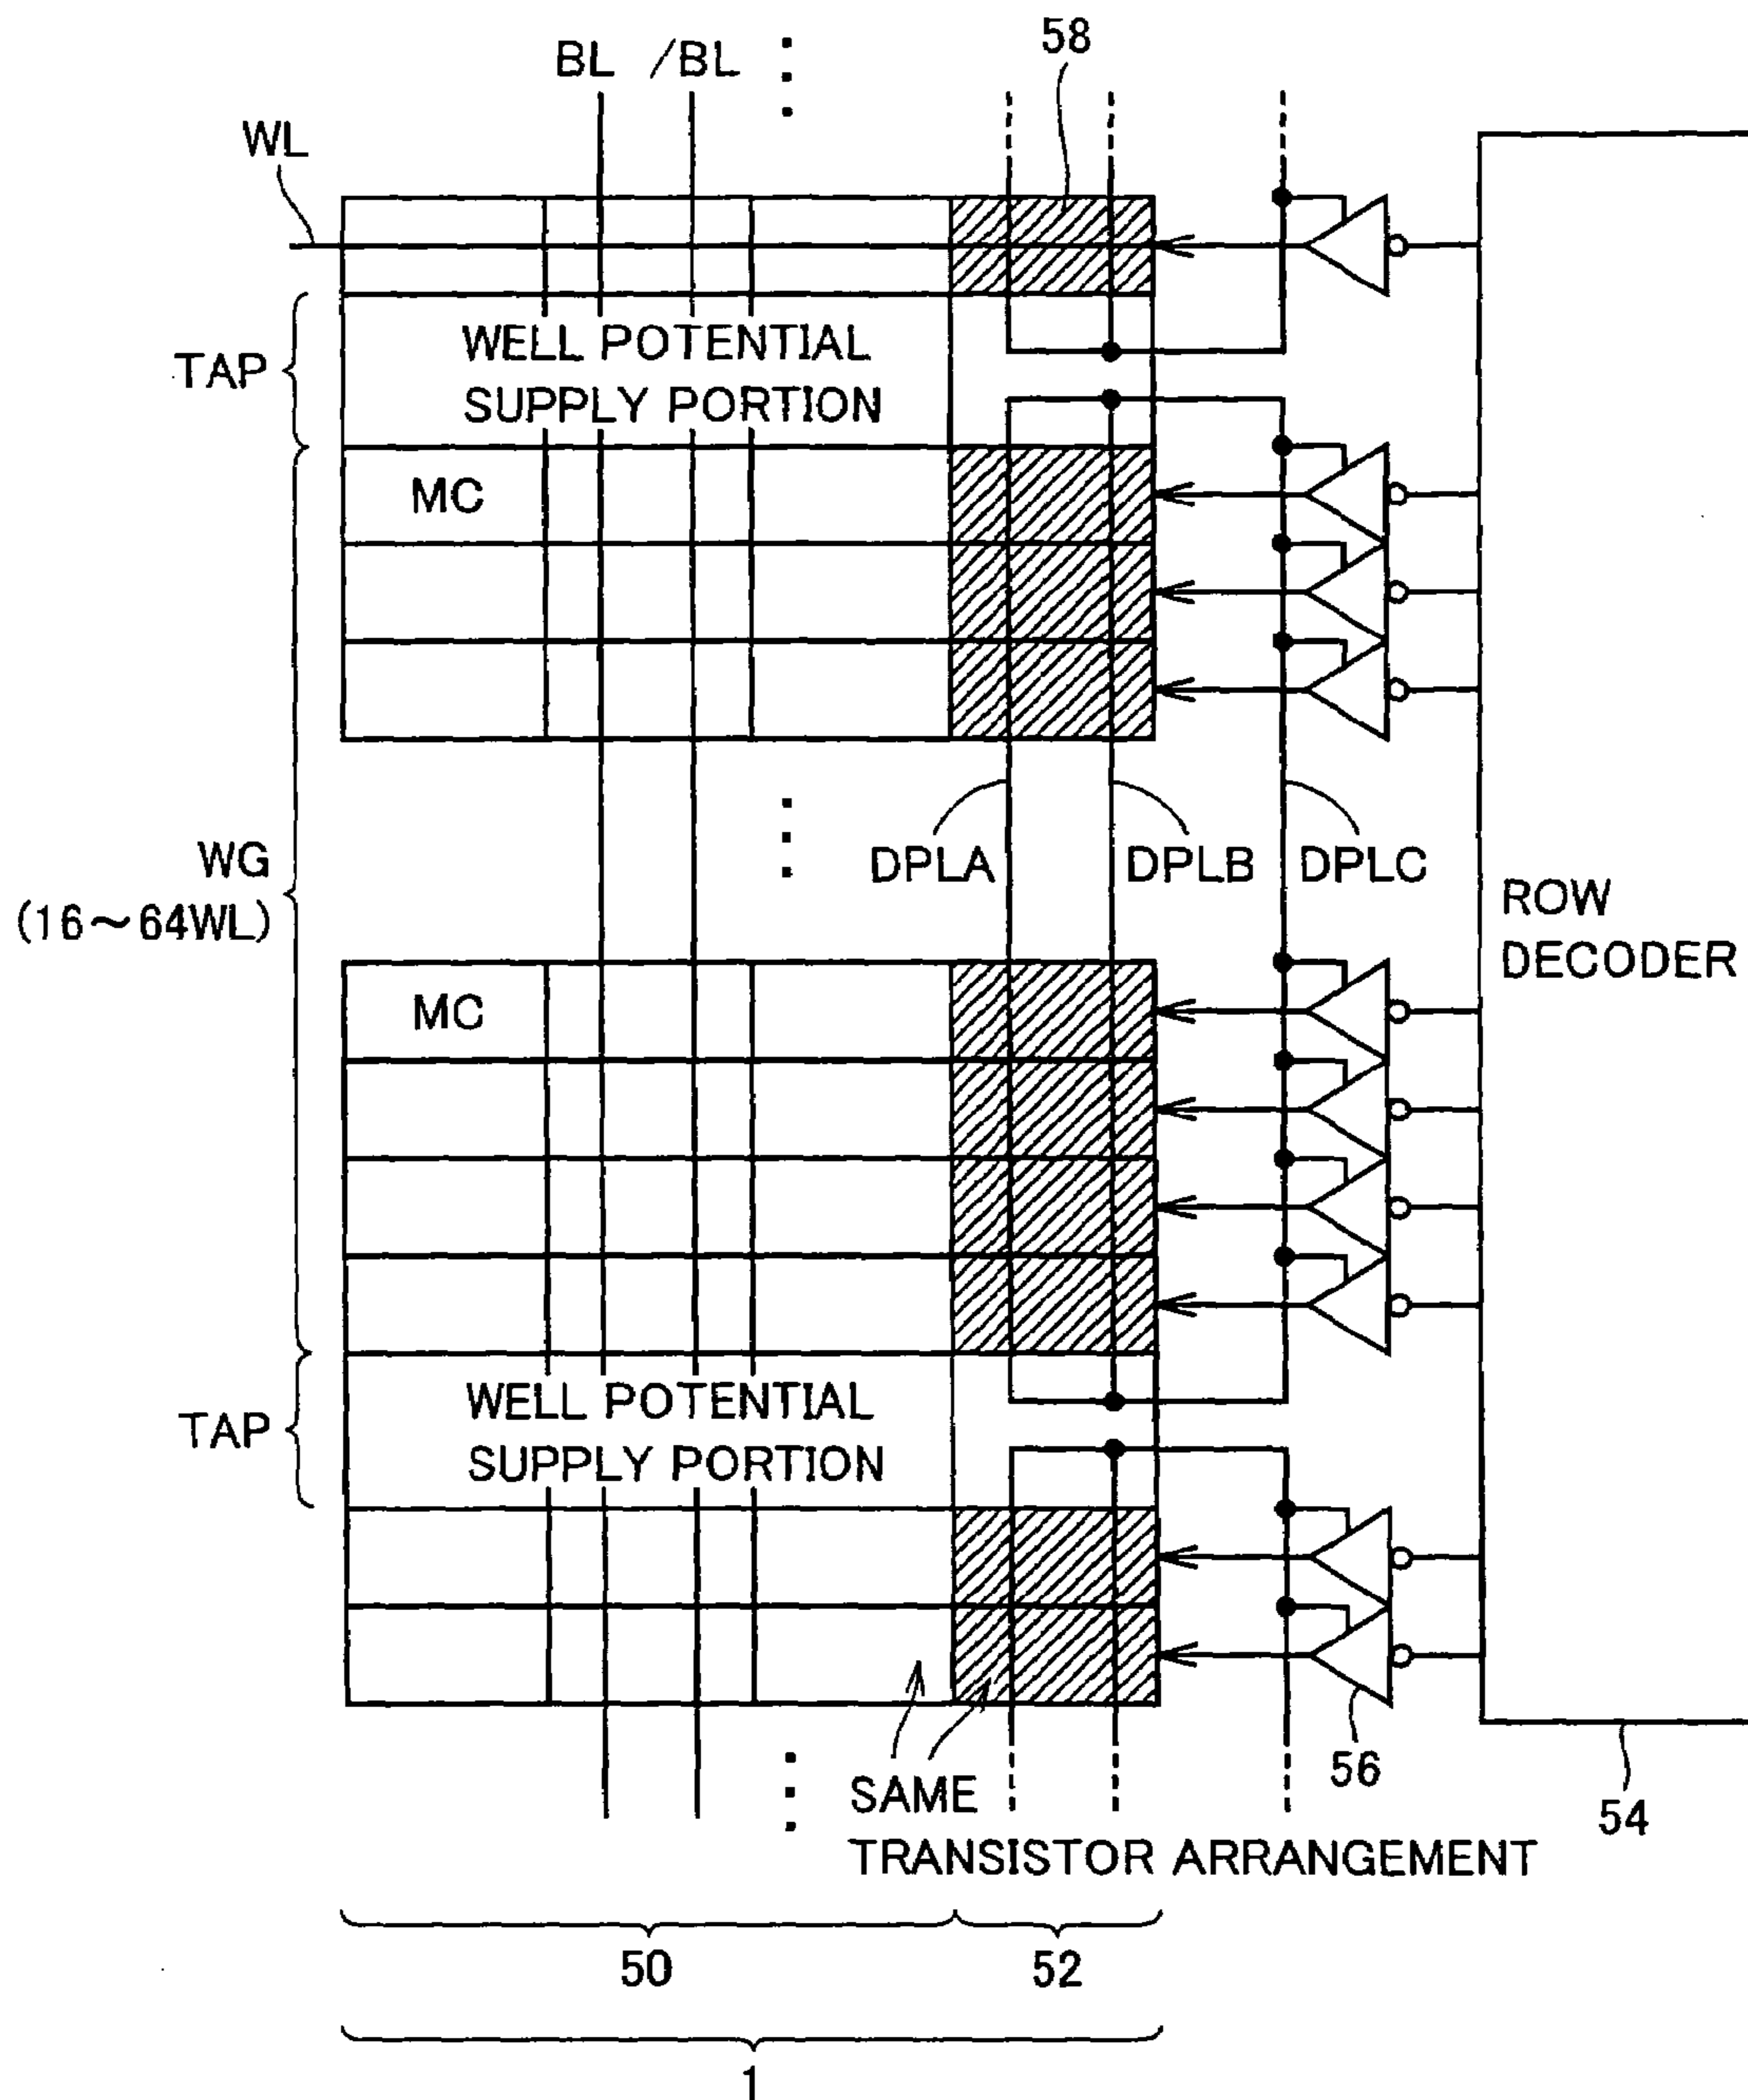 58
BL /BL
WL
TAP
WELL POTENTIAL
SUPPLY PORTION
MC
DPLA
DPLB
DPLC
WG
(16～64WL)
ROW
DECODER
MC
TAP
WELL POTENTIAL
SUPPLY PORTION
56
54
SAME
TRANSISTOR ARRANGEMENT
50
52
1